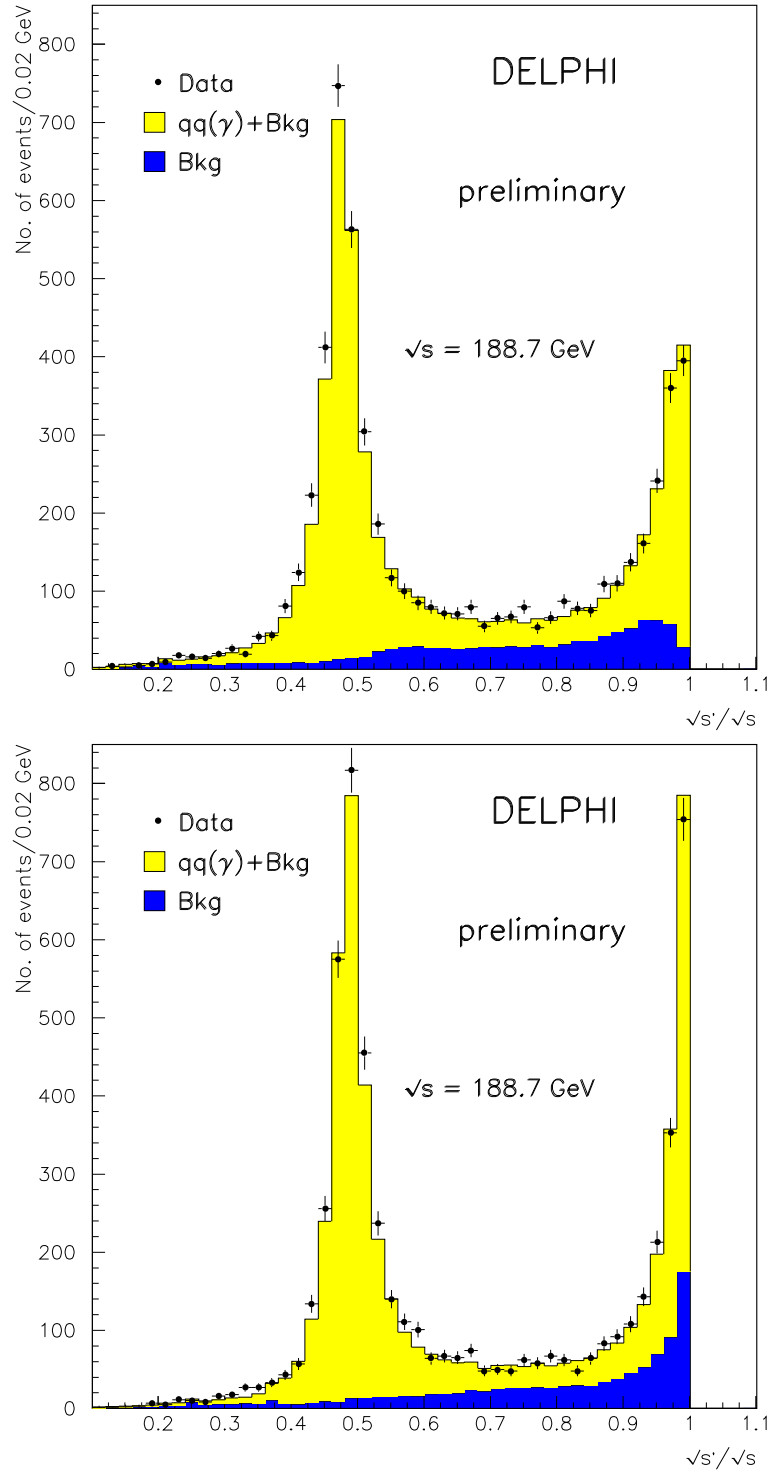 No. of events/0.02 GeV
800
700
600
500
400
300
200
100
0
DELPHI
Data
qq(γ)+Bkg
Bkg
preliminary
√s = 188.7 GeV
0.2 0.3 0.4 0.5 0.6 0.7 0.8 0.9 1 1.1
√s'/√s
No. of events/0.02 GeV
800
700
600
500
400
300
200
100
0
DELPHI
Data
qq(γ)+Bkg
Bkg
preliminary
√s = 188.7 GeV
0.2 0.3 0.4 0.5 0.6 0.7 0.8 0.9 1 1.1
√s'/√s